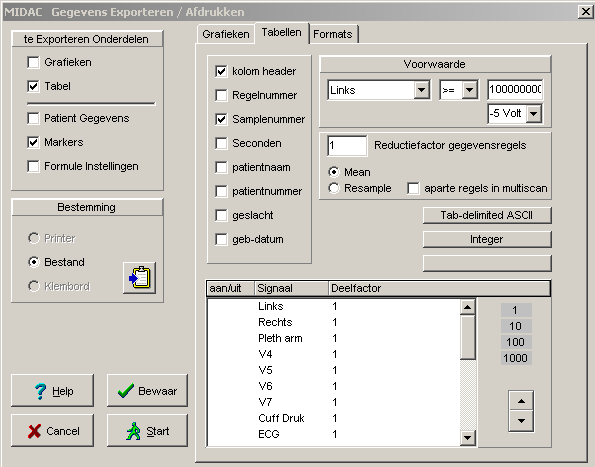 MIDAC Gegevens Exporteren / Afdrukken
te Exporteren Onderdelen
Grafieken
Tabel
Patient Gegevens
Markers
Formule Instellingen
Bestemming
Printer
Bestand
Klembord
Help
Bewaar
Cancel
Start
Grafieken Tabellen Formats
kolom header
Regelnummer
Samplenummer
Seconden
patientnaam
patientnummer
geslacht
geb-datum
Voorwaarde
Links >= 100000000
-5 Volt
1 Reductiefactor gegevensregels
Mean
Resample aparte regels in multiscan
Tab-delimited ASCII
Integer
aan/uit Signaal Deelfactor
Links 1
Rechts 1
Pleth arm 1
V4 1
V5 1
V6 1
V7 1
Cuff Druk 1
ECG 1
1
10
100
1000